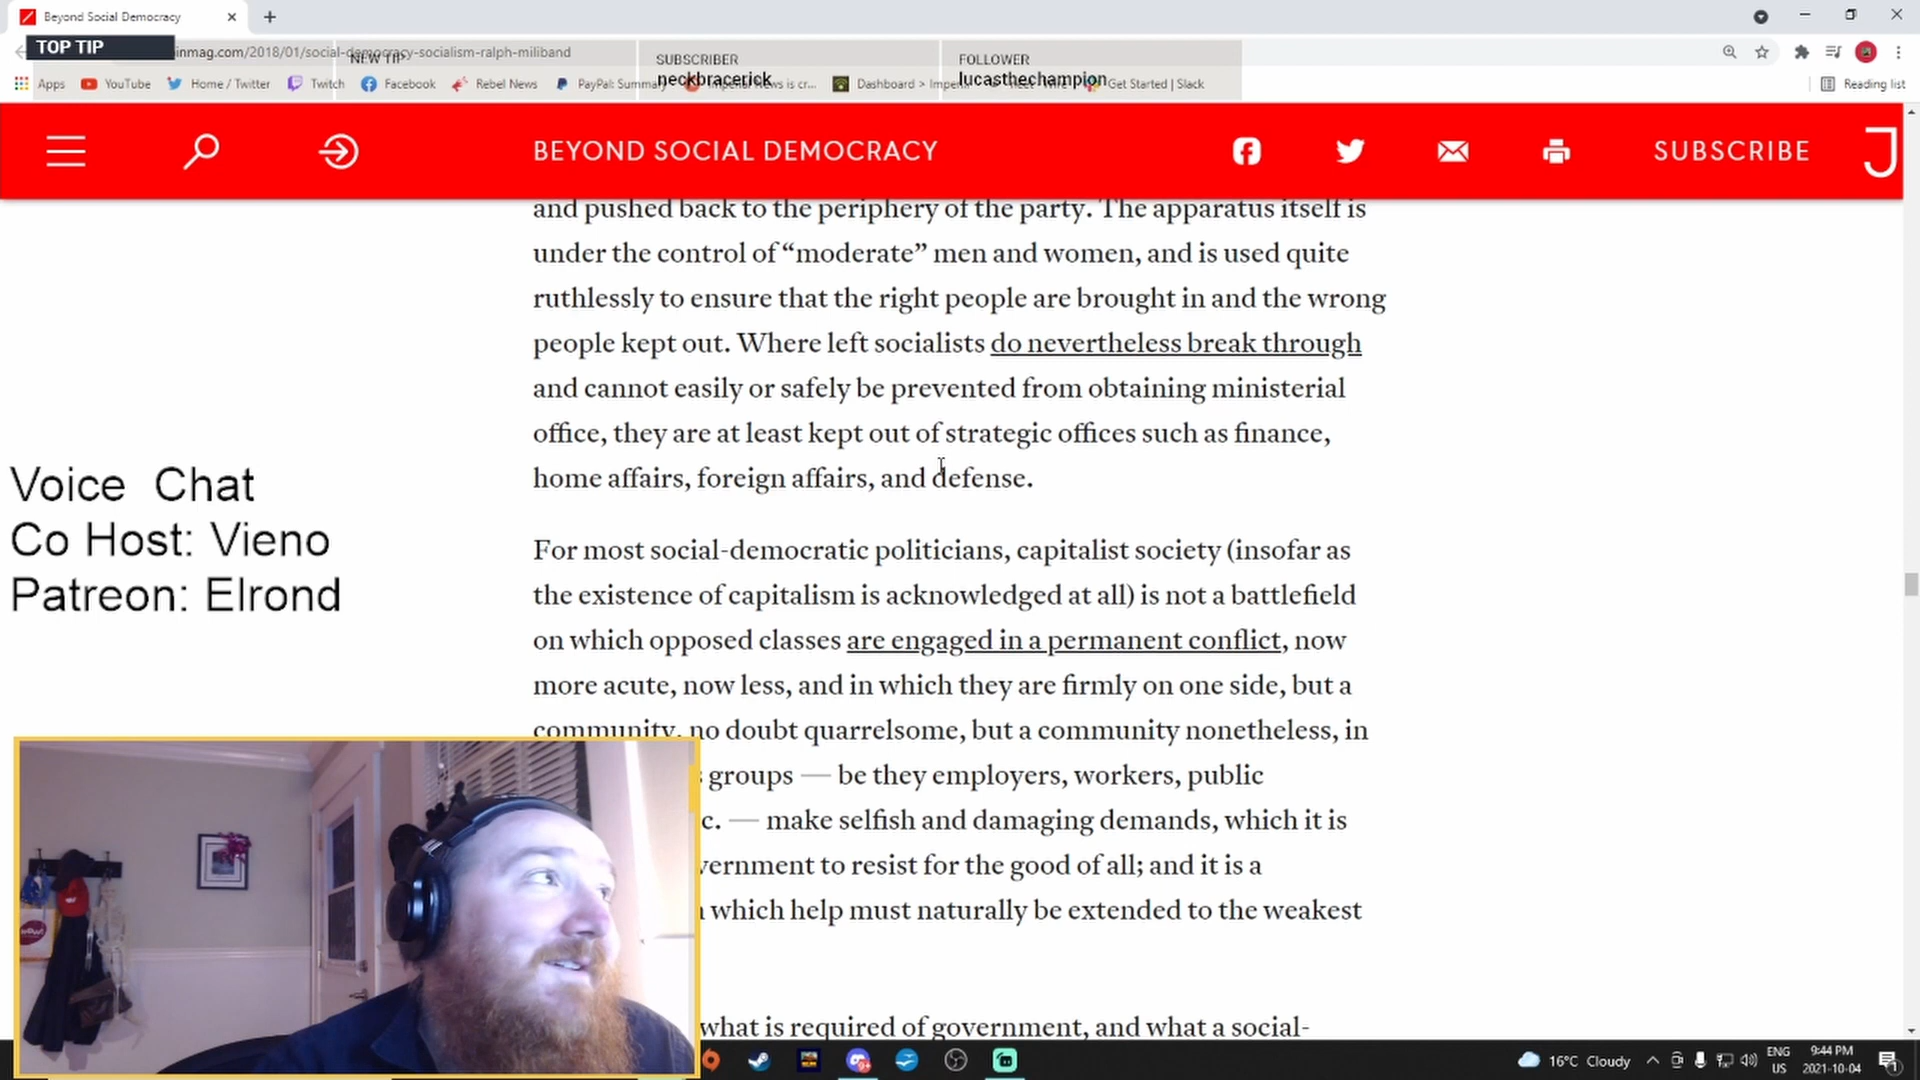 Beyond Social Democracy
TOP TIP
inmag.com/2018/01/social-democracy-socialism-ralph-miliband
NEW TIP
SUBSCRIBER
neckbracerick
FOLLOWER
lucasthechampion
Apps YouTube Home / Twitter Twitch Facebook Rebel News PayPal: Summary Imperial News is cr... Dashboard > Imper... Get Started | Slack Reading list
BEYOND SOCIAL DEMOCRACY SUBSCRIBE J
and pushed back to the periphery of the party. The apparatus itself is
under the control of “moderate” men and women, and is used quite
ruthlessly to ensure that the right people are brought in and the wrong
people kept out. Where left socialists do nevertheless break through
and cannot easily or safely be prevented from obtaining ministerial
office, they are at least kept out of strategic offices such as finance,
home affairs, foreign affairs, and defense.
For most social-democratic politicians, capitalist society (insofar as
the existence of capitalism is acknowledged at all) is not a battlefield
on which opposed classes are engaged in a permanent conflict, now
more acute, now less, and in which they are firmly on one side, but a
community, no doubt quarrelsome, but a community nonetheless, in
groups — be they employers, workers, public
c. — make selfish and damaging demands, which it is
vernment to resist for the good of all; and it is a
which help must naturally be extended to the weakest
what is required of government, and what a social-
Voice Chat
Co Host: Vieno
Patreon: Elrond
16°C Cloudy
ENG
US
9:44 PM
2021-10-04